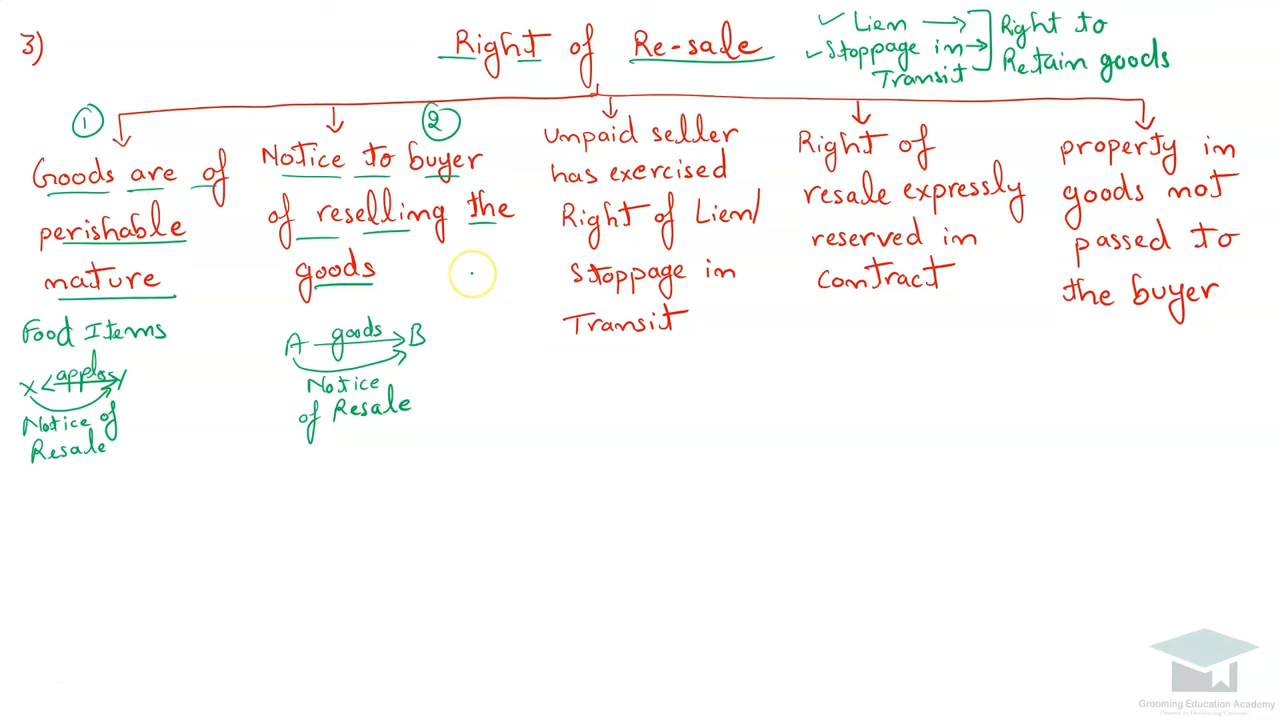 3)
Right of Re-sale
✓ Lien →
✓ Stoppage in →
Transit
Right to
Retain goods
①
Goods are of
perishable
nature
Food Items
X apples Y
Notice of
Resale
②
Notice to buyer
of reselling the
goods
A goods B
Notice
of Resale
Unpaid seller
has exercised
Right of Lien/
Stoppage in
Transit
Right of
resale expressly
reserved in
contract
property in
goods not
passed to
the buyer
Grooming Education Academy